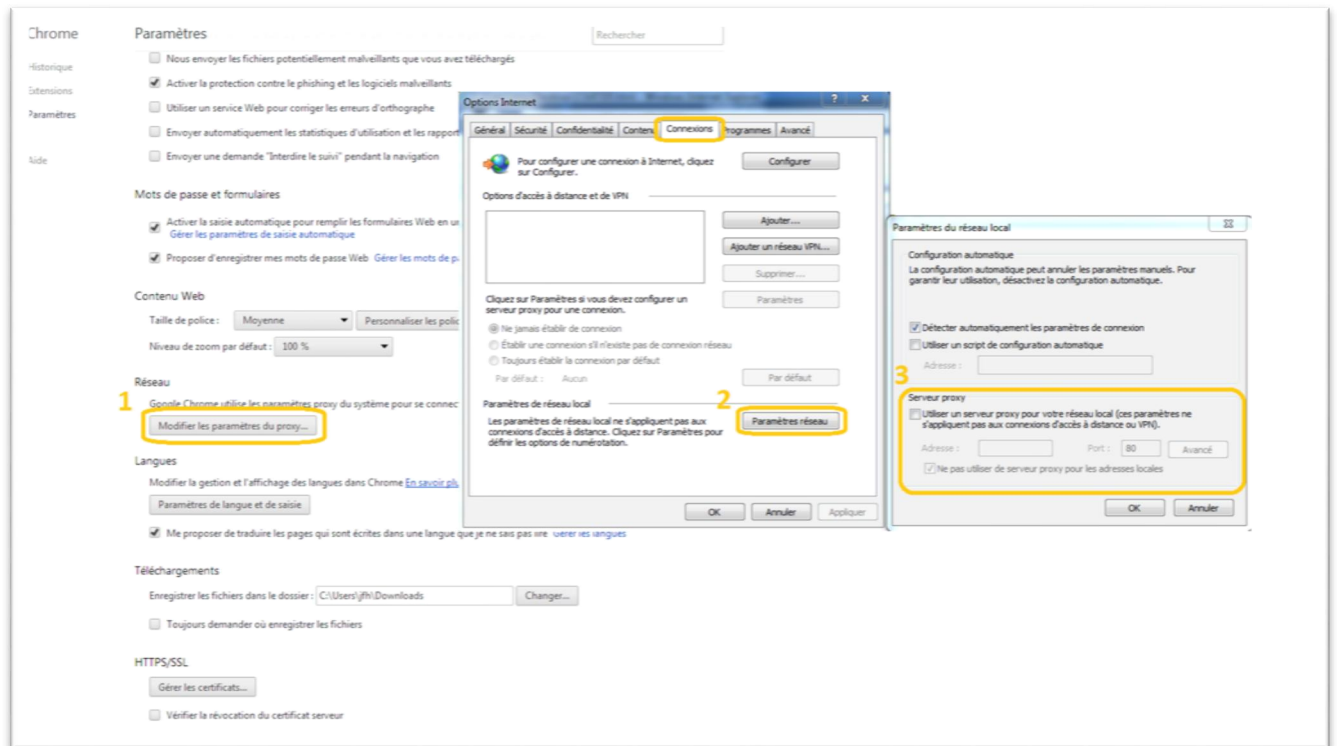 Chrome
Historique
Extensions
Paramètres
Aide
Paramètres
Rechercher
Nous envoyer les fichiers potentiellement malveillants que vous avez téléchargés
Activer la protection contre le phishing et les logiciels malveillants
Utiliser un service Web pour corriger les erreurs d'orthographe
Envoyer automatiquement les statistiques d'utilisation et les rapport
Envoyer une demande "Interdire le suivi" pendant la navigation
Mots de passe et formulaires
Activer la saisie automatique pour remplir les formulaires Web en un
Gérer les paramètres de saisie automatique
Proposer d'enregistrer mes mots de passe Web Gérer les mots de p
Contenu Web
Taille de police : Moyenne Personnaliser les polic
Niveau de zoom par défaut : 100 %
Réseau
1
Google Chrome utilise les paramètres proxy du système pour se connec
Modifier les paramètres du proxy...
Langues
Modifier la gestion et l'affichage des langues dans Chrome En savoir plu
Paramètres de langue et de saisie
Me proposer de traduire les pages qui sont écrites dans une langue que je ne sais pas lire Gérer les langues
Téléchargements
Enregistrer les fichiers dans le dossier : C:\Users\jfh\Downloads Changer...
Toujours demander où enregistrer les fichiers
HTTPS/SSL
Gérer les certificats...
Vérifier la révocation du certificat serveur
Options Internet
Général Sécurité Confidentialité Contenu Connexions Programmes Avancé
Pour configurer une connexion à Internet, cliquez
sur Configurer.
Configurer
Options d'accès à distance et de VPN
Ajouter...
Ajouter un réseau VPN...
Supprimer...
Cliquez sur Paramètres si vous devez configurer un
serveur proxy pour une connexion.
Paramètres
Ne jamais établir de connexion
Établir une connexion s'il n'existe pas de connexion réseau
Toujours établir la connexion par défaut
Par défaut : Aucun Par défaut
Paramètres de réseau local
2
Les paramètres de réseau local ne s'appliquent pas aux
connexions d'accès à distance. Cliquez sur Paramètres pour
définir les options de numérotation.
Paramètres réseau
OK Annuler Appliquer
Paramètres du réseau local
Configuration automatique
La configuration automatique peut annuler les paramètres manuels. Pour
garantir leur utilisation, désactivez la configuration automatique.
Détecter automatiquement les paramètres de connexion
Utiliser un script de configuration automatique
Adresse :
3
Serveur proxy
Utiliser un serveur proxy pour votre réseau local (ces paramètres ne
s'appliquent pas aux connexions d'accès à distance ou VPN).
Adresse : Port : 80 Avancé
Ne pas utiliser de serveur proxy pour les adresses locales
OK Annuler